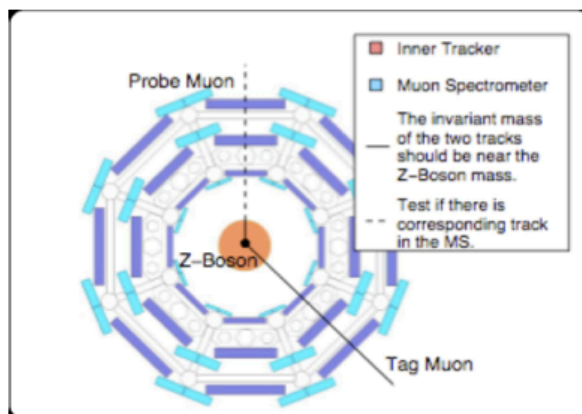 Probe Muon
Inner Tracker
Muon Spectrometer
The invariant mass
of the two tracks
should be near the
Z-Boson mass.
Test if there is
corresponding track
in the MS.
Z-Boson
Tag Muon